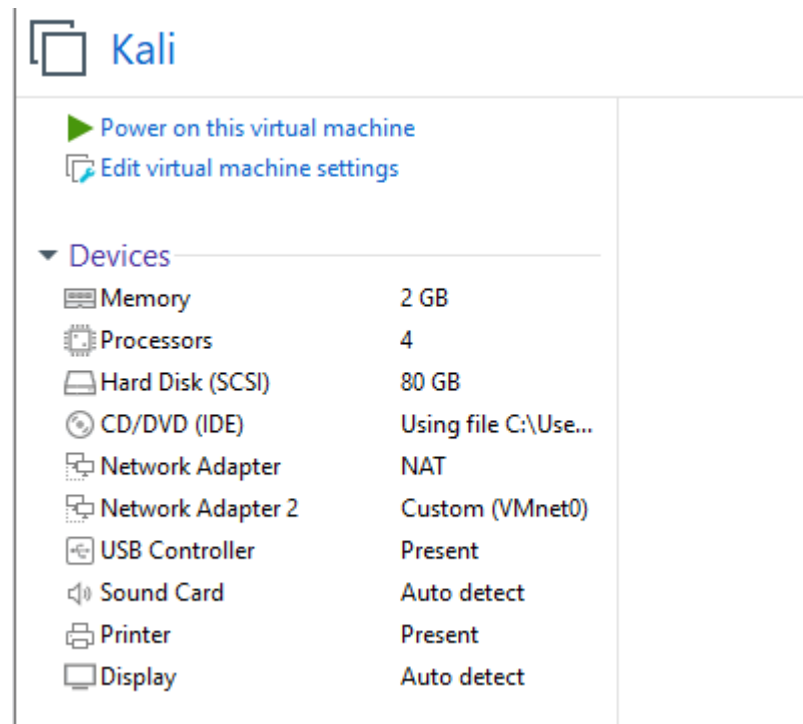 Kali
Power on this virtual machine
Edit virtual machine settings
Devices
Memory 2 GB
Processors 4
Hard Disk (SCSI) 80 GB
CD/DVD (IDE) Using file C:\Use...
Network Adapter NAT
Network Adapter 2 Custom (VMnet0)
USB Controller Present
Sound Card Auto detect
Printer Present
Display Auto detect